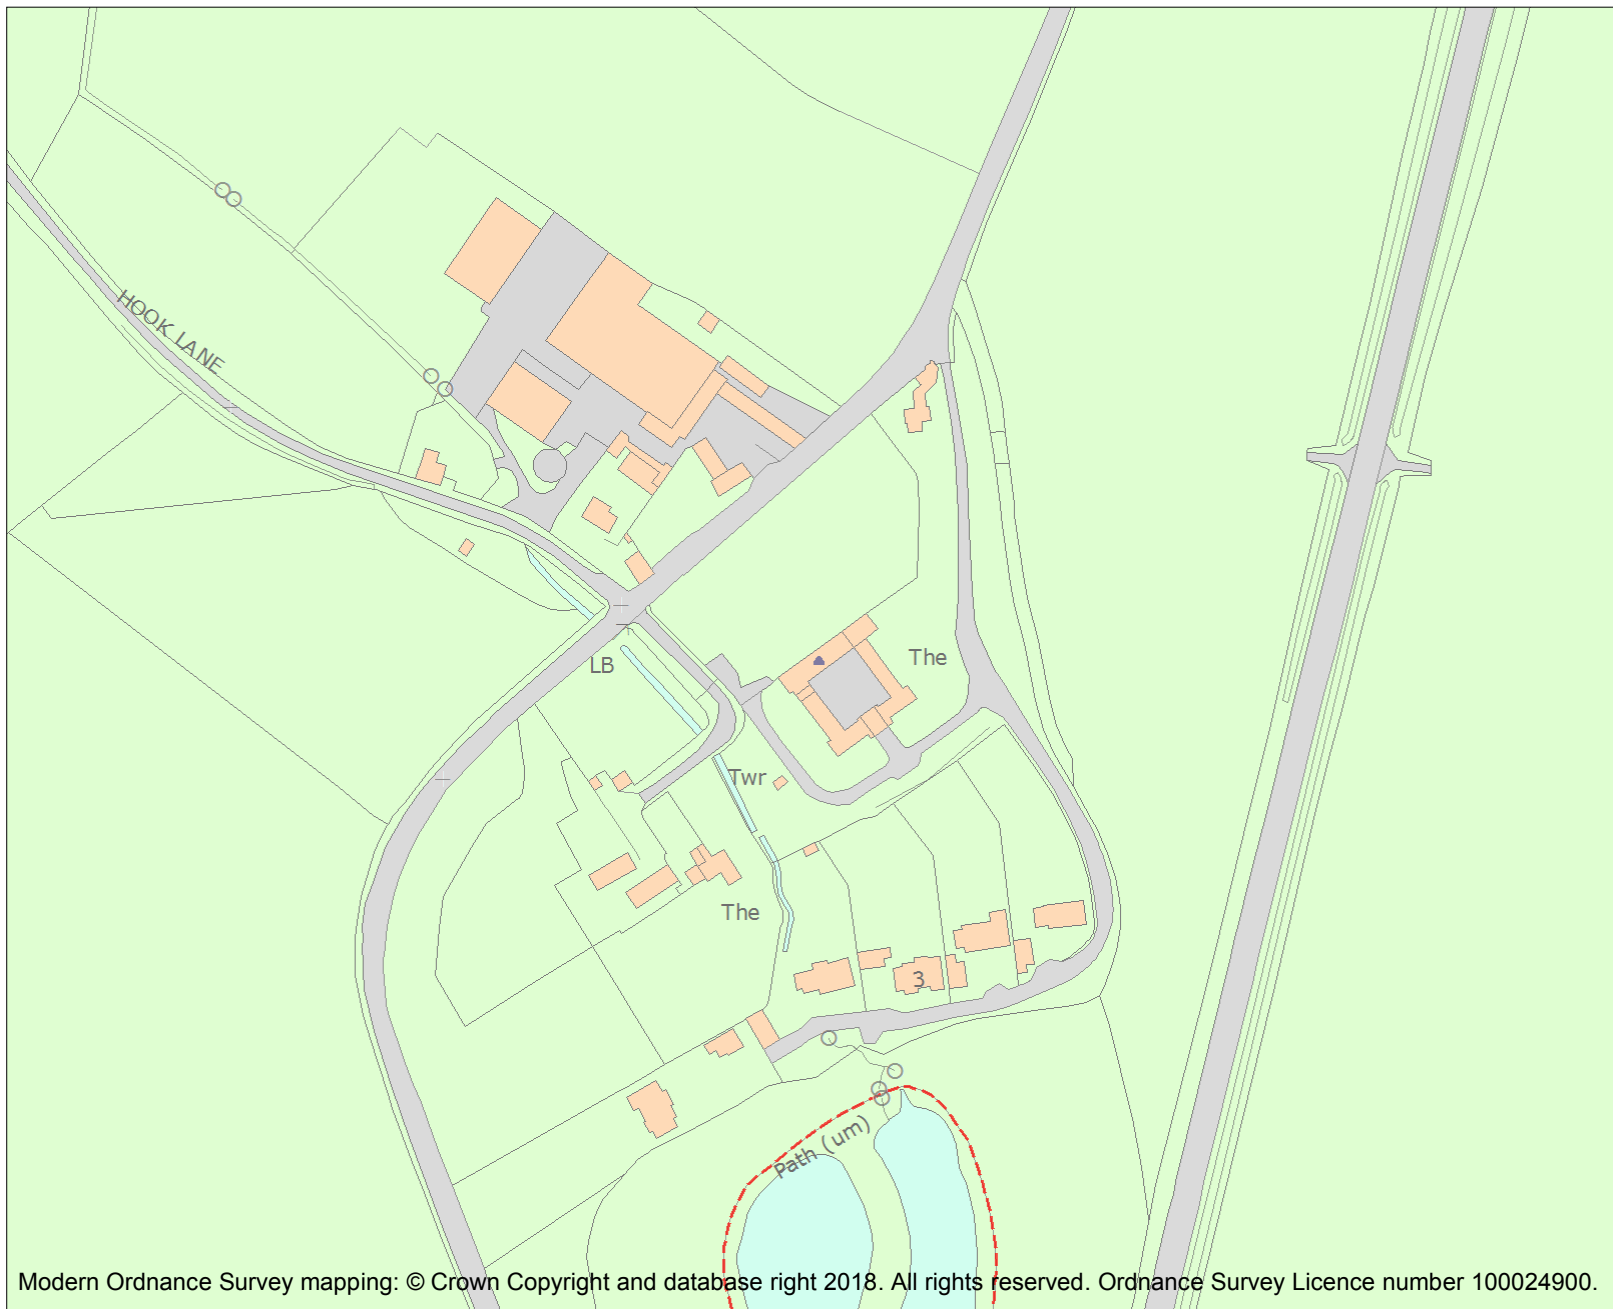 HOOK LANE
LB
The
Twr
The
3
Path (um)
Modern Ordnance Survey mapping: © Crown Copyright and database right 2018. All rights reserved. Ordnance Survey Licence number 100024900.